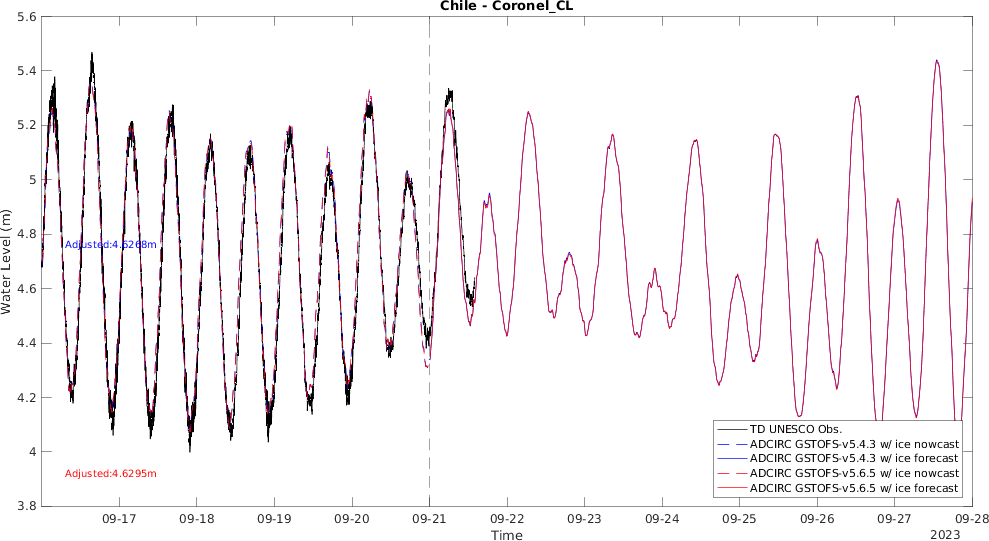 Chile - Coronel_CL
5.6
5.4
5.2
5
4.8
4.6
4.4
4.2
4
3.8
Water Level (m)
Adjusted:4.6268m
Adjusted:4.6295m
TD UNESCO Obs.
ADCIRC GSTOFS-v5.4.3 w/ ice nowcast
ADCIRC GSTOFS-v5.4.3 w/ ice forecast
ADCIRC GSTOFS-v5.6.5 w/ ice nowcast
ADCIRC GSTOFS-v5.6.5 w/ ice forecast
09-17 09-18 09-19 09-20 09-21 09-22 09-23 09-24 09-25 09-26 09-27 09-28
Time
2023